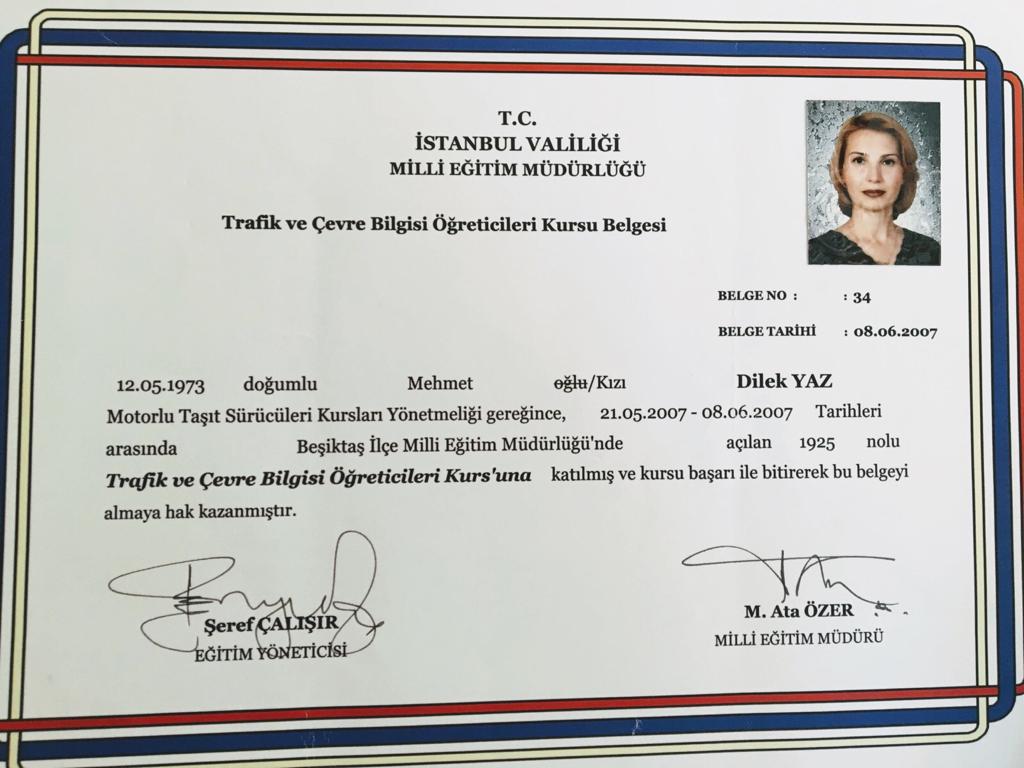 T.C.
İSTANBUL VALİLİĞİ
MİLLİ EĞİTİM MÜDÜRLÜĞÜ
Trafik ve Çevre Bilgisi Öğreticileri Kursu Belgesi
BELGE NO : : 34
BELGE TARİHİ : 08.06.2007
12.05.1973 doğumlu Mehmet oğlu/Kızı Dilek YAZ
Motorlu Taşıt Sürücüleri Kursları Yönetmeliği gereğince, 21.05.2007 - 08.06.2007 Tarihleri
arasında Beşiktaş İlçe Milli Eğitim Müdürlüğü'nde açılan 1925 nolu
Trafik ve Çevre Bilgisi Öğreticileri Kurs'una katılmış ve kursu başarı ile bitirerek bu belgeyi
almaya hak kazanmıştır.
Şeref ÇALIŞIR
EĞİTİM YÖNETİCİSİ
M. Ata ÖZER
MİLLİ EĞİTİM MÜDÜRÜ